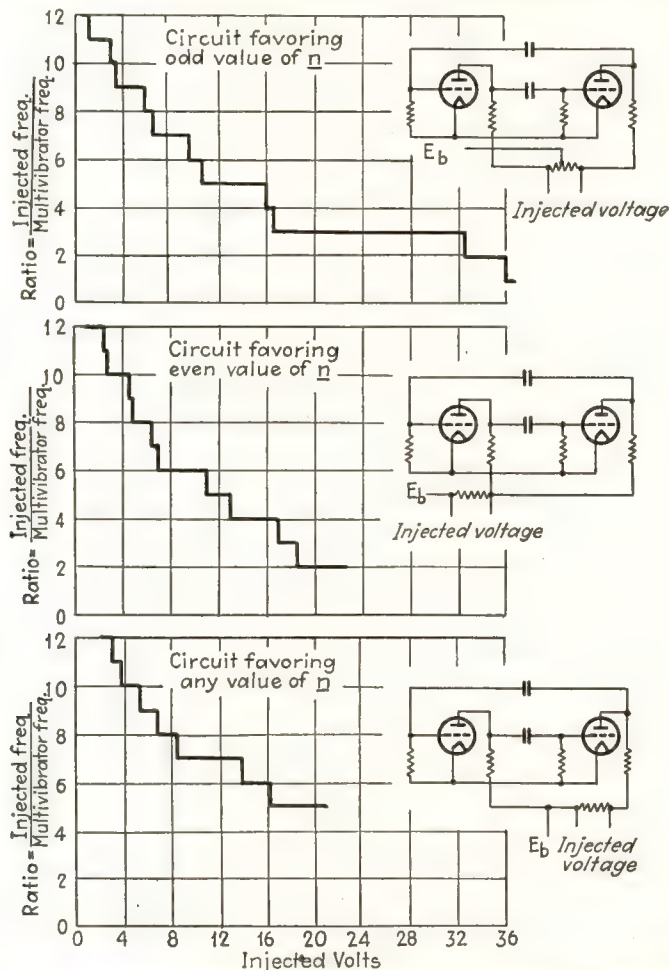 Circuit favoring
odd value of n
Ratio= Injected freq. / Multivibrator freq.
12
10
8
6
4
2
0
E_b
Injected voltage
Circuit favoring
even value of n
Ratio= Injected freq. / Multivibrator freq.
12
10
8
6
4
2
0
E_b
Injected voltage
Circuit favoring
any value of n
Ratio= Injected freq. / Multivibrator freq.
12
10
8
6
4
2
0
E_b Injected
voltage
0 4 8 12 16 20 24 28 32 36
Injected Volts